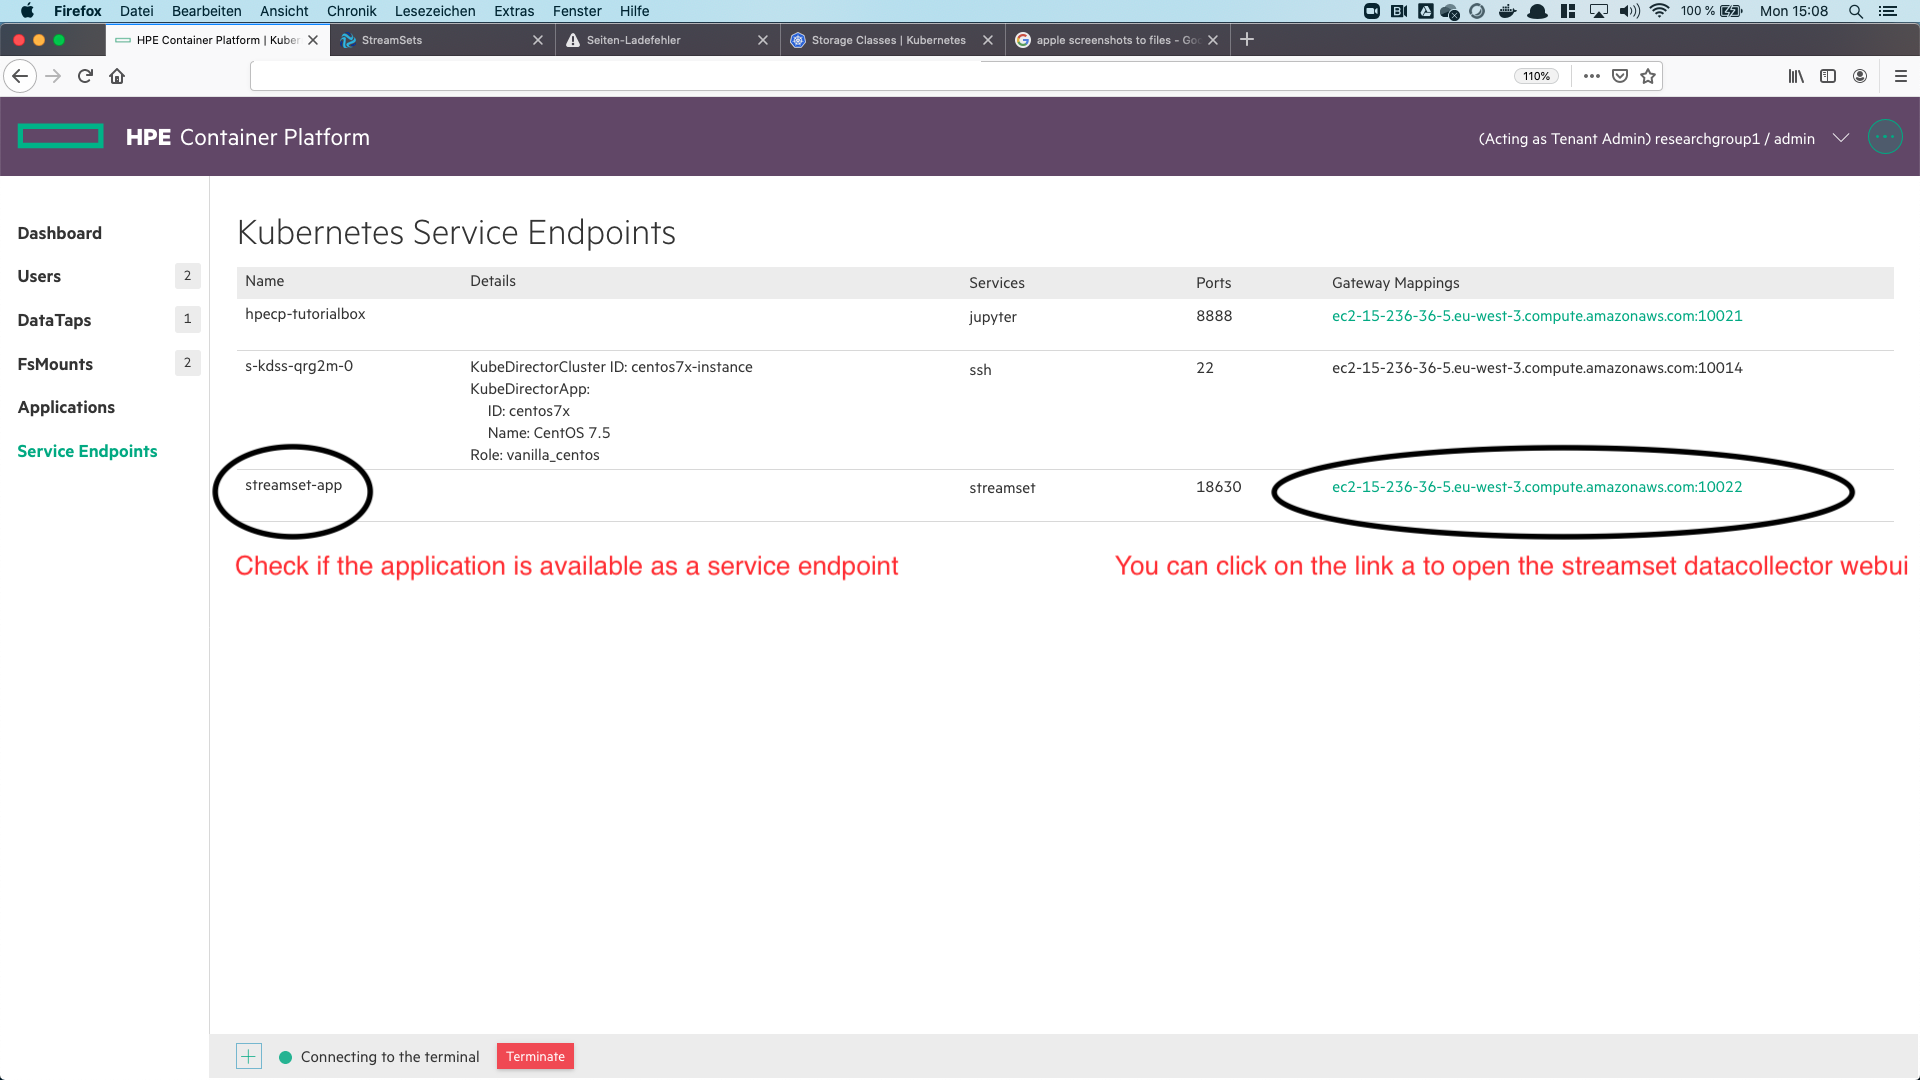 Firefox Datei Bearbeiten Ansicht Chronik Lesezeichen Extras Fenster Hilfe 100 % Mon 15:08
HPE Container Platform | Kuber StreamSets Seiten-Ladefehler Storage Classes | Kubernetes apple screenshots to files - Goo
110%
HPE Container Platform (Acting as Tenant Admin) researchgroup1 / admin
Dashboard
Users 2
DataTaps 1
FsMounts 2
Applications
Service Endpoints
Kubernetes Service Endpoints
Name Details Services Ports Gateway Mappings
hpecp-tutorialbox jupyter 8888 ec2-15-236-36-5.eu-west-3.compute.amazonaws.com:10021
s-kdss-qrg2m-0 KubeDirectorCluster ID: centos7x-instance ssh 22 ec2-15-236-36-5.eu-west-3.compute.amazonaws.com:10014
KubeDirectorApp:
ID: centos7x
Name: CentOS 7.5
Role: vanilla_centos
streamset-app streamset 18630 ec2-15-236-36-5.eu-west-3.compute.amazonaws.com:10022
Check if the application is available as a service endpoint You can click on the link a to open the streamset datacollector webui
Connecting to the terminal Terminate